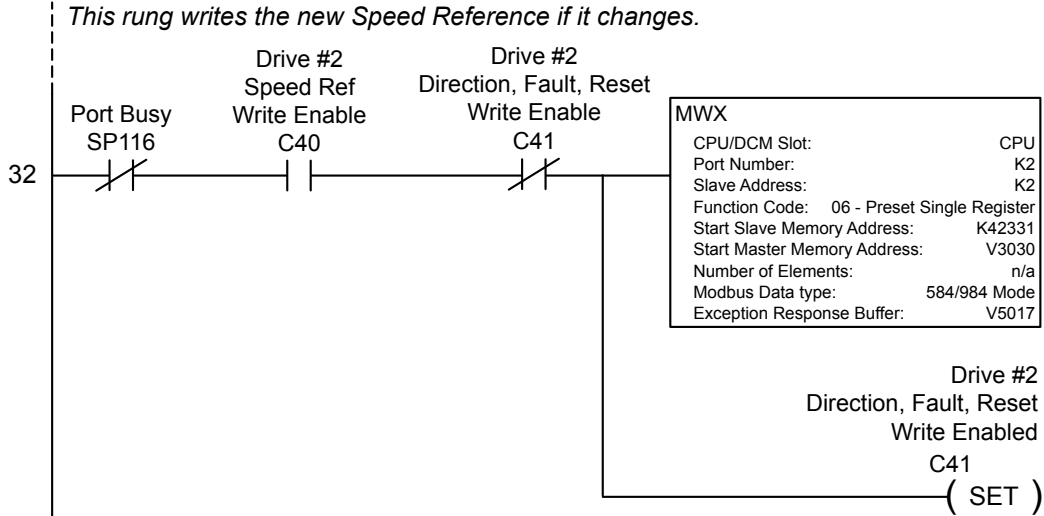 This rung writes the new Speed Reference if it changes.
Drive #2
Speed Ref
Write Enable
C40
Drive #2
Direction, Fault, Reset
Write Enable
C41
Port Busy
SP116
32
MWX
CPU/DCM Slot: CPU
Port Number: K2
Slave Address: K2
Function Code: 06 - Preset Single Register
Start Slave Memory Address: K42331
Start Master Memory Address: V3030
Number of Elements: n/a
Modbus Data type: 584/984 Mode
Exception Response Buffer: V5017
Drive #2
Direction, Fault, Reset
Write Enabled
C41
( SET )